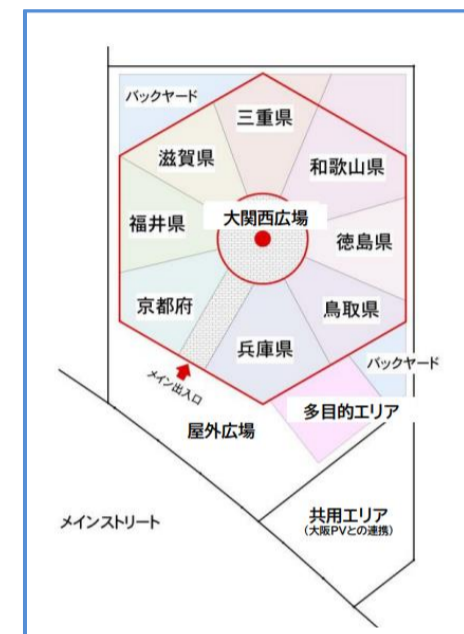 バックヤード
三重県
滋賀県
和歌山県
大関西広場
福井県
徳島県
京都府
鳥取県
兵庫県
バックヤード
メイン出入口
多目的エリア
屋外広場
共用エリア
(大阪PVとの連携)
メインストリート